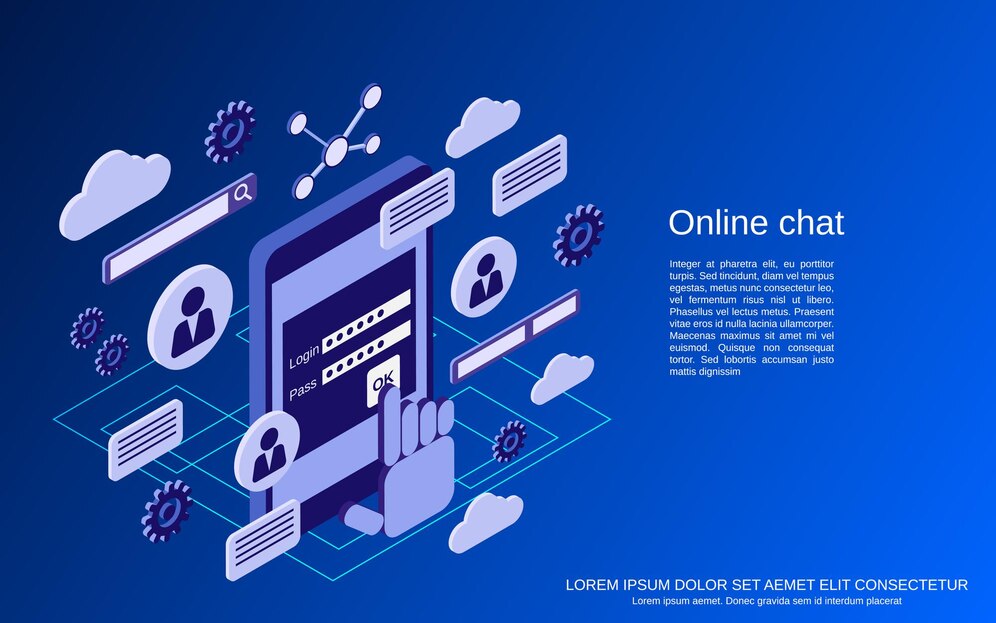 Online chat
Integer at pharetra elit, eu porttitor
turpis. Sed tincidunt, diam vel tempus
egestas, metus nunc consectetur leo,
vel fermentum risus nisl ut libero.
Phasellus vel lectus metus. Praesent
vitae eros id nulla lacinia ullamcorper.
Maecenas maximus sit amet mi vel
euismod. Quisque non consequat
tortor. Sed lobortis accumsan justo
mattis dignissim
Login
Pass
OK
LOREM IPSUM DOLOR SET AEMET ELIT CONSECTETUR
Lorem ipsum aemet. Donec gravida sem id interdum placerat